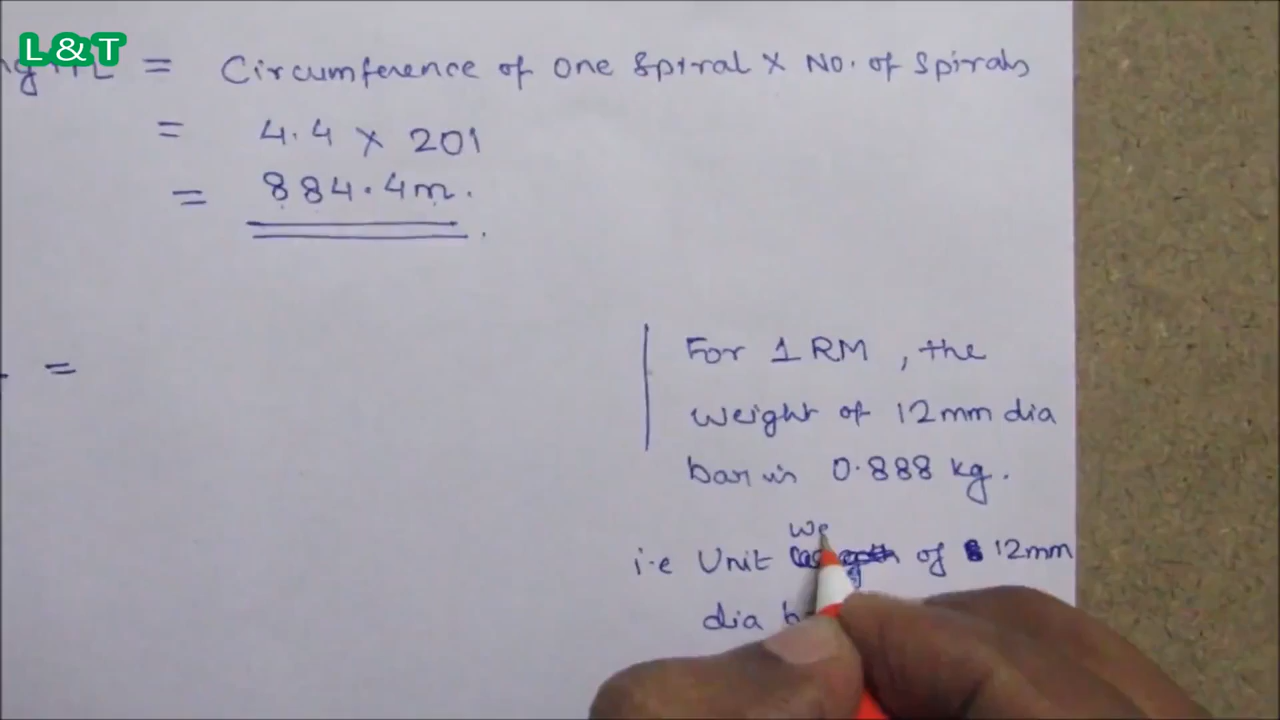 L & T
= Circumference of One Spiral × No. of Spirals
= 4.4 × 201
= 884.4m.
=
For 1 RM, the
weight of 12mm dia
bar is 0.888 kg.
we
i.e Unit of 12mm
dia